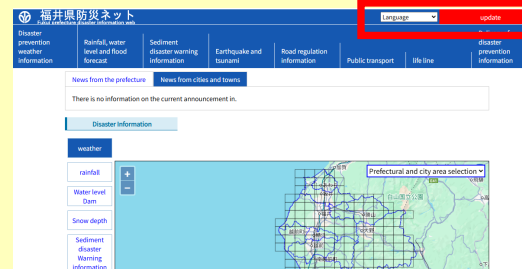 福井県防災ネット
Fukui prefecture disaster information web
Language
update
Disaster prevention weather information
Rainfall, water level and flood forecast
Sediment disaster warning information
Earthquake and tsunami
Road regulation information
Public transport
life line
disaster prevention information
News from the prefecture
News from cities and towns
There is no information on the current announcement in.
Disaster Information
weather
rainfall
Water level Dam
Snow depth
Sediment disaster Warning information
+
−
Prefectural and city area selection